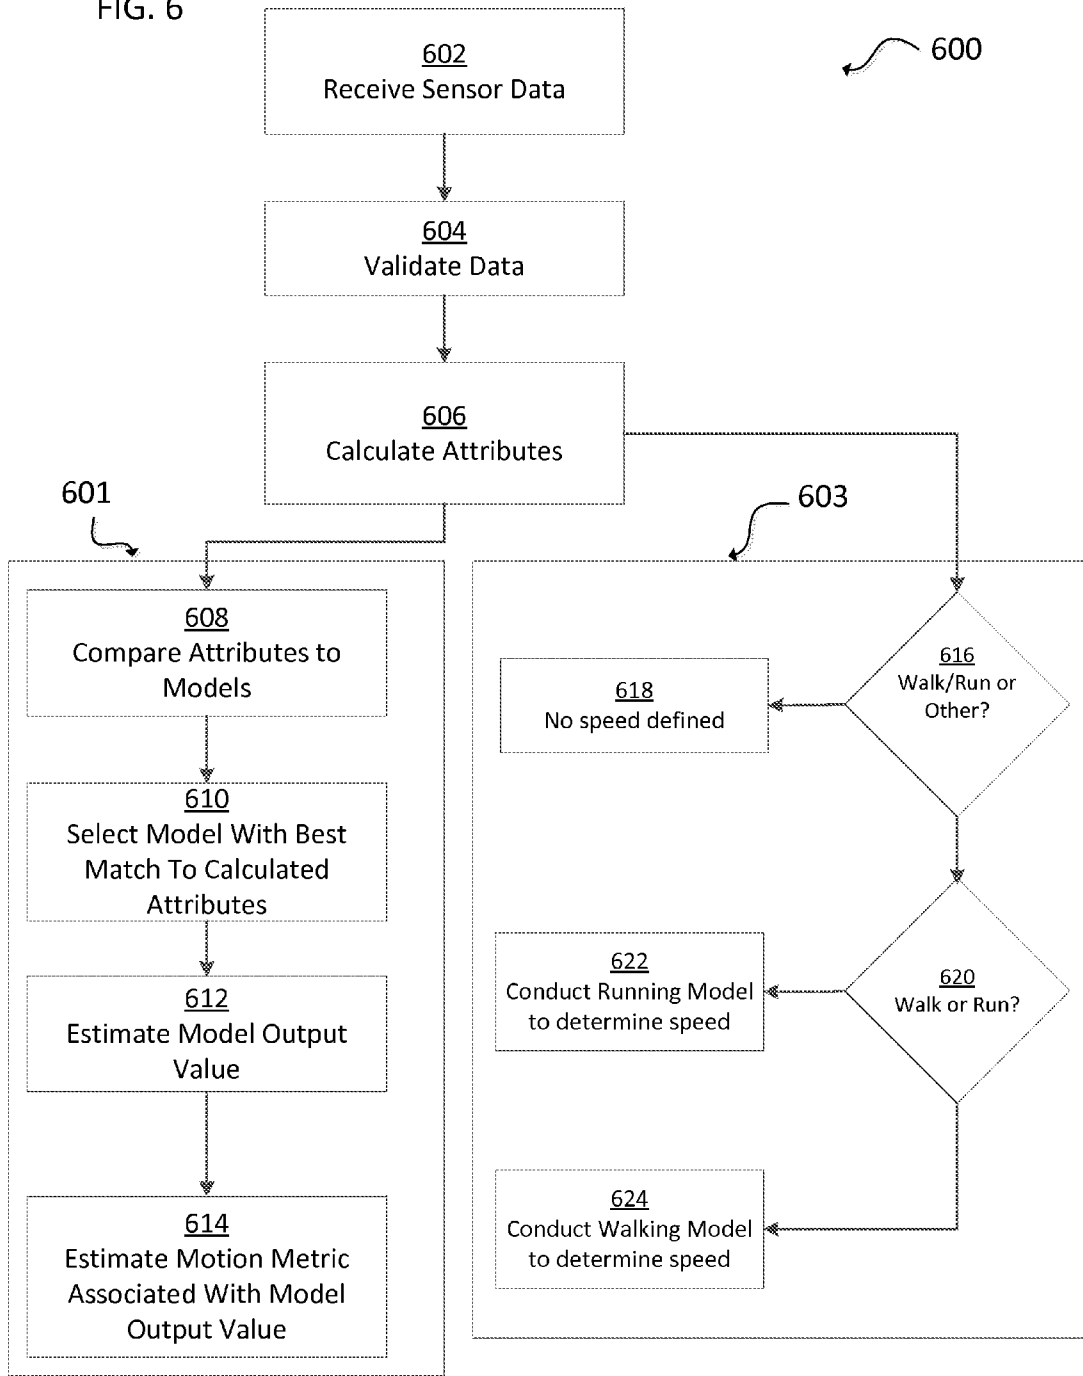 FIG. 6
600
602
Receive Sensor Data
604
Validate Data
606
Calculate Attributes
601
603
608
Compare Attributes to
Models
610
Select Model With Best
Match To Calculated
Attributes
612
Estimate Model Output
Value
614
Estimate Motion Metric
Associated With Model
Output Value
616
Walk/Run or
Other?
618
No speed defined
620
Walk or Run?
622
Conduct Running Model
to determine speed
624
Conduct Walking Model
to determine speed